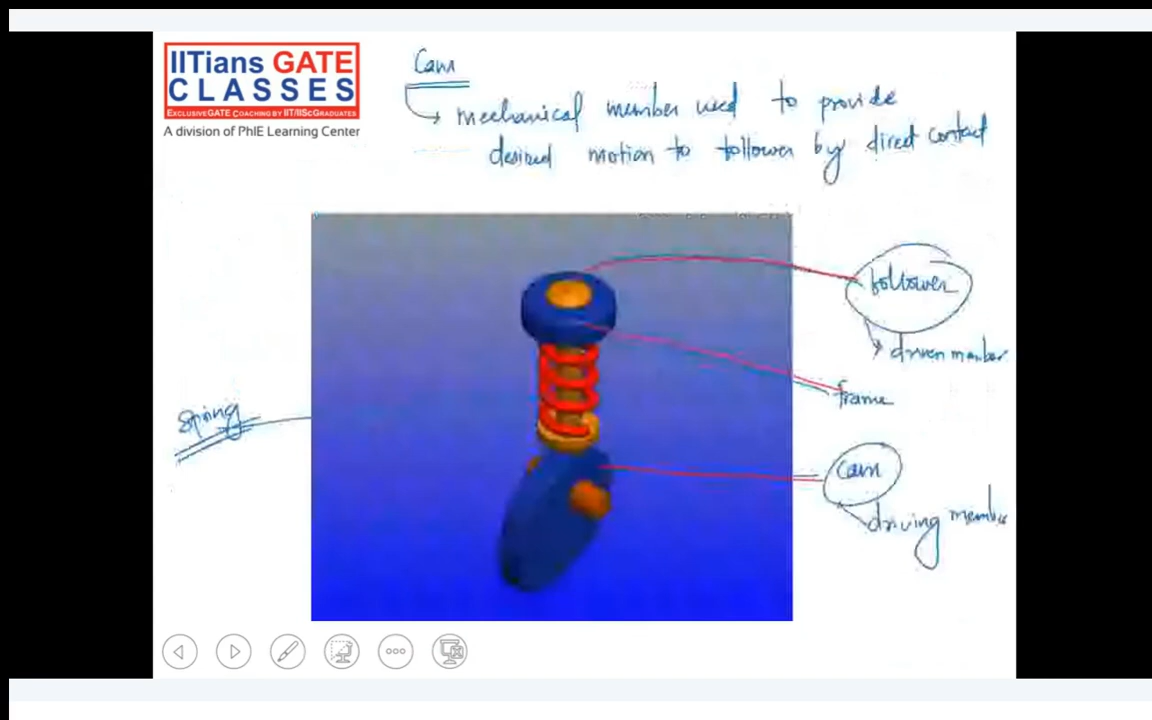 IITians GATE
CLASSES
EXCLUSIVE GATE COACHING BY IIT/IISC GRADUATES
A division of PhIE Learning Center
Cam
mechanical member used to provide
desired motion to follower by direct contact
follower
driven member
frame
Spring
cam
driving member